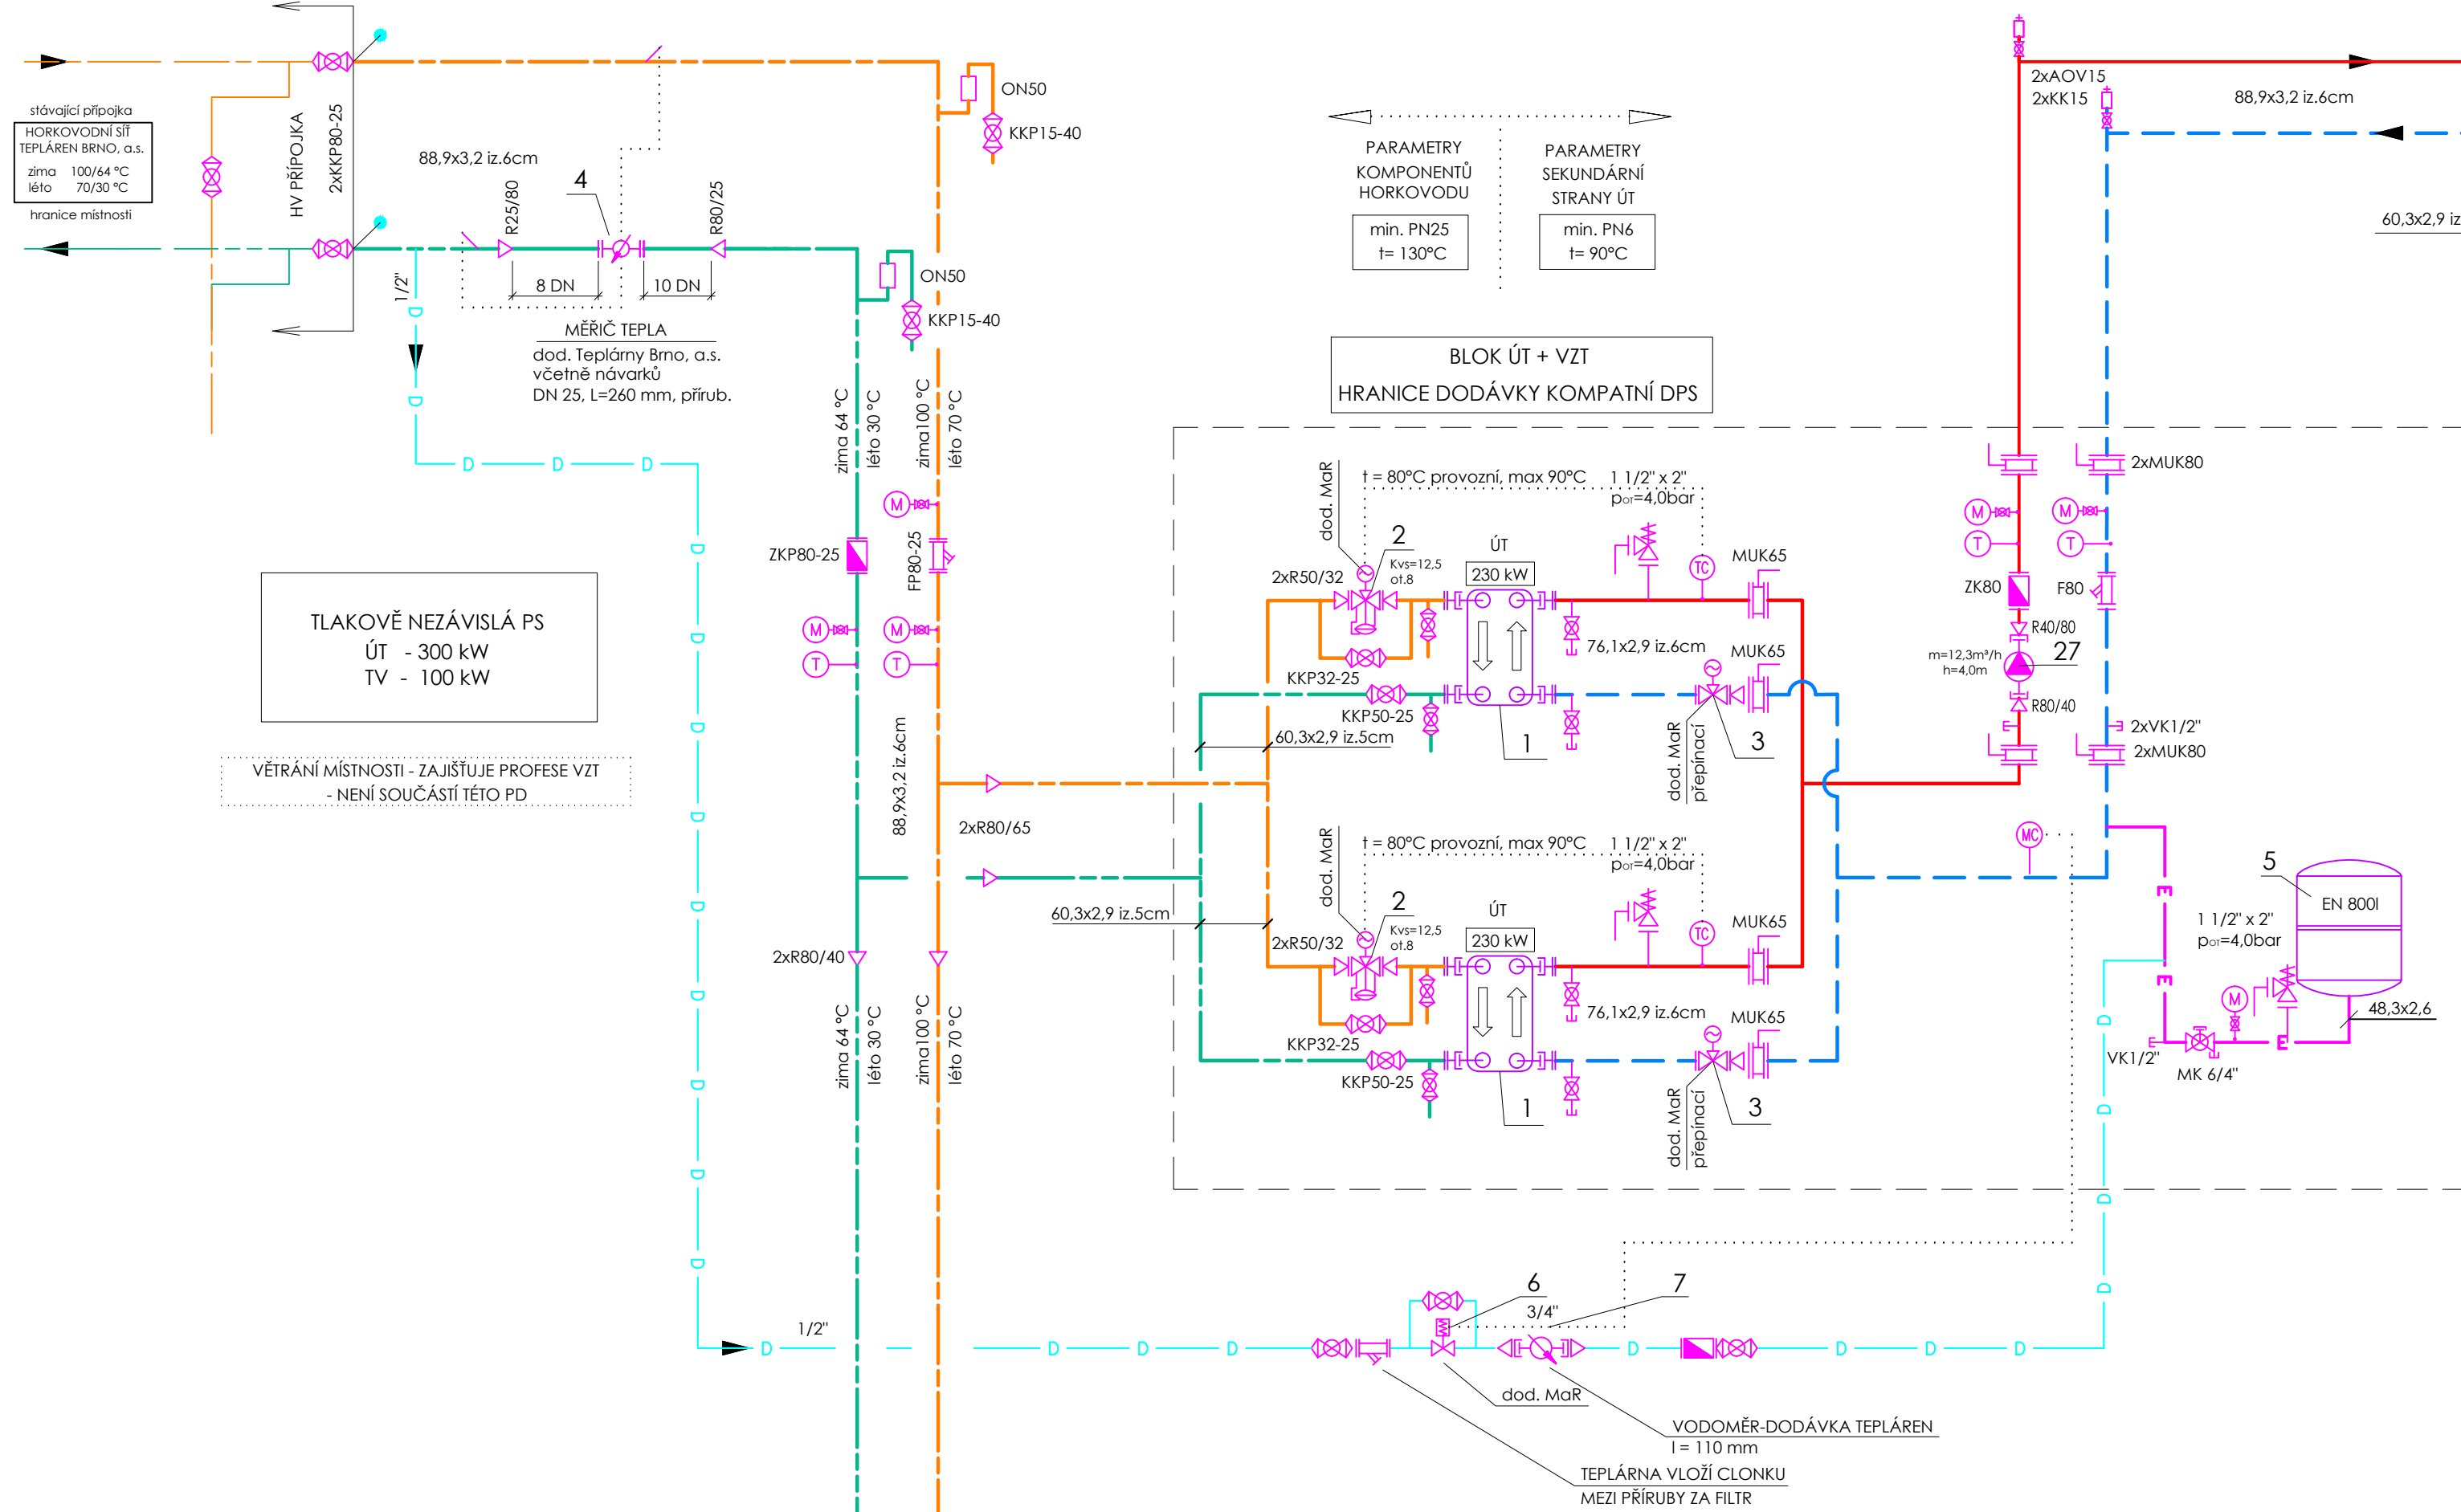 stávající přípojka
HORKOVODNÍ SÍŤ
TEPLÁREN BRNO, a.s.
zima 100/64 °C
léto 70/30 °C
hranice místnosti
HV PŘÍPOJKA
2xKKP80-25
88,9x3,2 iz.6cm
4
R25/80
R80/25
8 DN
10 DN
1/2"
MĚŘIČ TEPLA
dod. Teplárny Brno, a.s.
včetně návarků
DN 25, L=260 mm, přírub.
ON50
KKP15-40
ON50
KKP15-40
zima 64 °C
léto 30 °C
zima100 °C
léto 70 °C
D
D
D
D
D
D
D
D
D
D
D
D
D
D
TLAKOVĚ NEZÁVISLÁ PS
ÚT - 300 kW
TV - 100 kW
VĚTRÁNÍ MÍSTNOSTI - ZAJIŠŤUJE PROFESE VZT
- NENÍ SOUČÁSTÍ TÉTO PD
ZKP80-25
M
FP80-25
M
T
M
T
88,9x3,2 iz.6cm
2xR80/65
2xR80/40
zima 64 °C
léto 30 °C
zima100 °C
léto 70 °C
PARAMETRY
KOMPONENTŮ
HORKOVODU
min. PN25
t= 130°C
PARAMETRY
SEKUNDÁRNÍ
STRANY ÚT
min. PN6
t= 90°C
BLOK ÚT + VZT
HRANICE DODÁVKY KOMPATNÍ DPS
2xAOV15
2xKK15
88,9x3,2 iz.6cm
60,3x2,9 iz
dod. MaR
t = 80°C provozní, max 90°C
1 1/2" x 2"
pOT=4,0bar
2
Kvs=12,5
ot.8
ÚT
230 kW
2xR50/32
TC
MUK65
76,1x2,9 iz.6cm
MUK65
KKP32-25
KKP50-25
60,3x2,9 iz.5cm
1
dod. MaR
přepínací
3
dod. MaR
t = 80°C provozní, max 90°C
1 1/2" x 2"
pOT=4,0bar
2
Kvs=12,5
ot.8
ÚT
230 kW
2xR50/32
TC
MUK65
60,3x2,9 iz.5cm
76,1x2,9 iz.6cm
MUK65
KKP32-25
KKP50-25
1
dod. MaR
přepínací
3
2xMUK80
M
M
T
T
ZK80
F80
R40/80
27
m=12,3m³/h
h=4,0m
R80/40
2xVK1/2"
2xMUK80
MC
5
EN 800l
E
E
E
1 1/2" x 2"
pOT=4,0bar
M
48,3x2,6
VK1/2"
MK 6/4"
D
D
D
D
1/2"
D
D
D
D
6
3/4"
7
D
D
D
D
dod. MaR
VODOMĚR-DODÁVKA TEPLÁREN
l = 110 mm
TEPLÁRNA VLOŽÍ CLONKU
MEZI PŘÍRUBY ZA FILTR